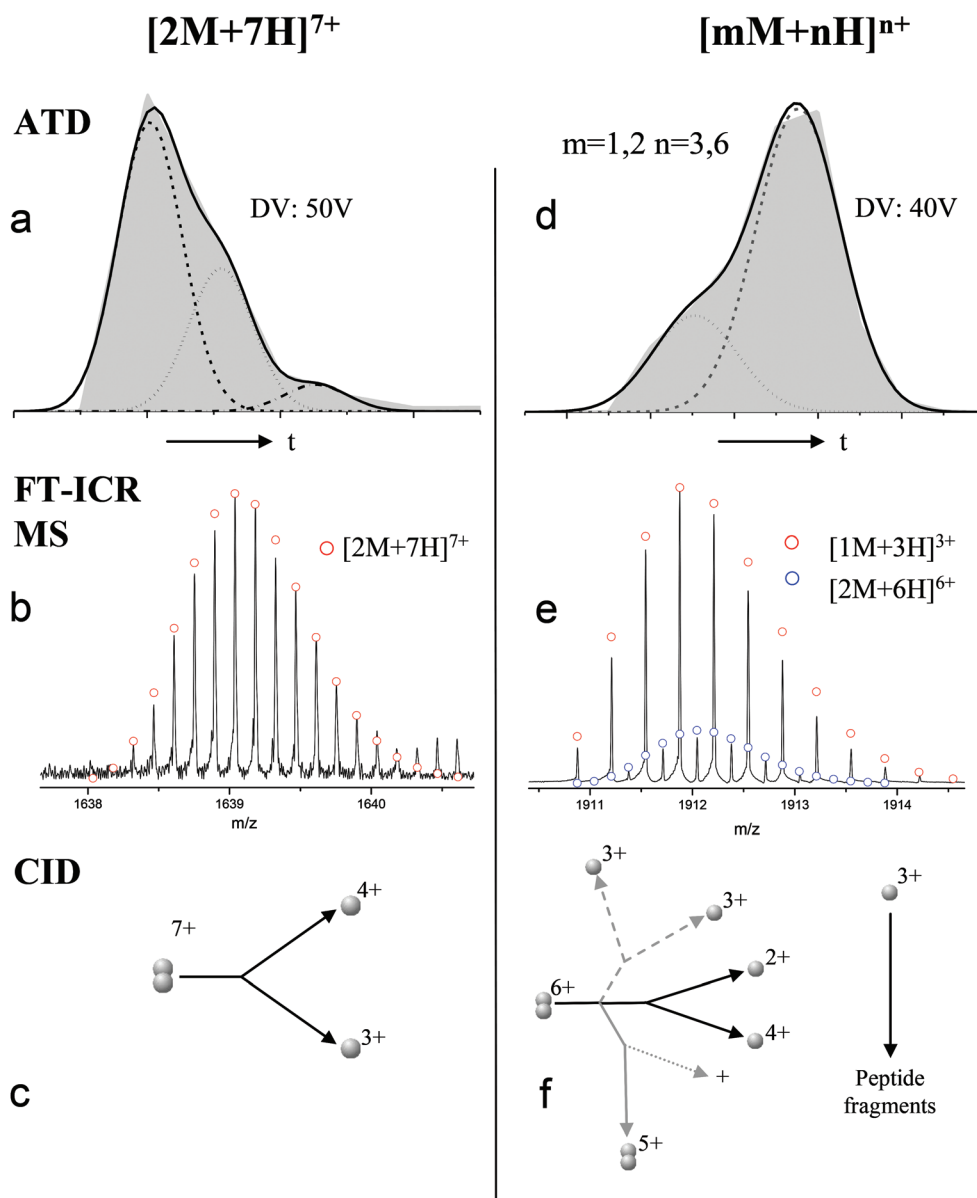 [2M+7H]7+
[mM+nH]n+
ATD
a
DV: 50V
t
m=1,2 n=3,6
d
DV: 40V
t
FT-ICR
MS
b
[2M+7H]7+
1638 1639 1640
m/z
e
[1M+3H]3+
[2M+6H]6+
1911 1912 1913 1914
m/z
CID
7+
4+
3+
c
3+
3+
2+
6+
4+
+
5+
f
3+
Peptide
fragments